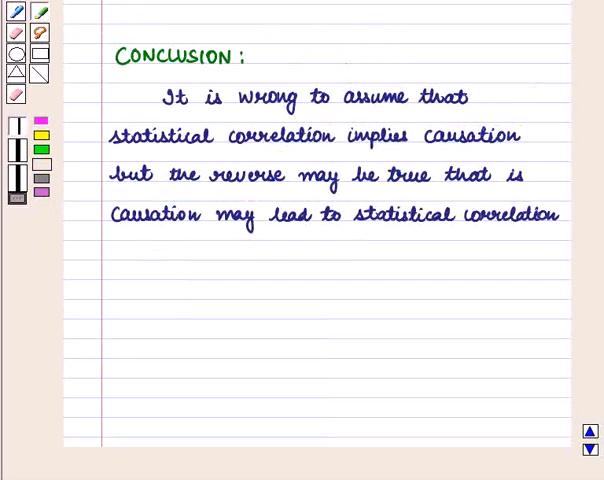 CONCLUSION:
It is wrong to assume that
statistical correlation implies causation
but the reverse may be true that is
causation may lead to statistical correlation